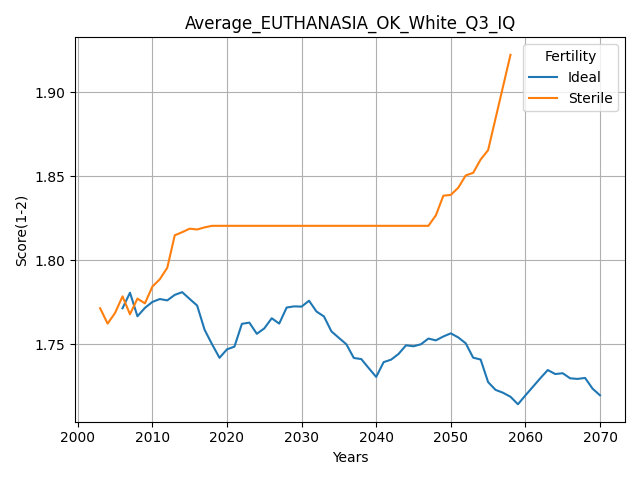 Average_EUTHANASIA_OK_White_Q3_IQ
Fertility
Ideal
Sterile
Score(1-2)
1.90
1.85
1.80
1.75
2000 2010 2020 2030 2040 2050 2060 2070
Years